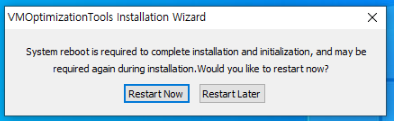 VMOptimizationTools Installation Wizard
System reboot is required to complete installation and initialization, and may be
required again during installation.Would you like to restart now?
Restart Now
Restart Later